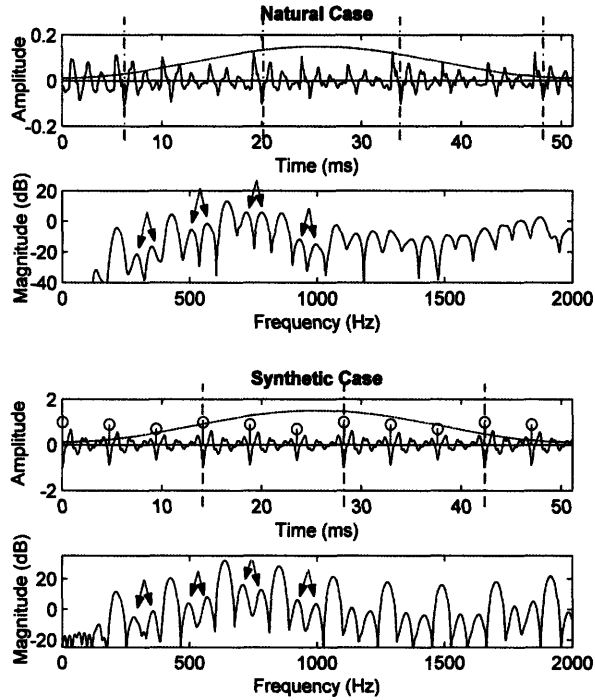 Natural Case
Amplitude
0.2
0
-0.2
0 10 20 30 40 50
Time (ms)
Magnitude (dB)
20
0
-20
-40
0 500 1000 1500 2000
Frequency (Hz)
Synthetic Case
Amplitude
2
0
-2
0 10 20 30 40 50
Time (ms)
Magnitude (dB)
20
0
-20
0 500 1000 1500 2000
Frequency (Hz)